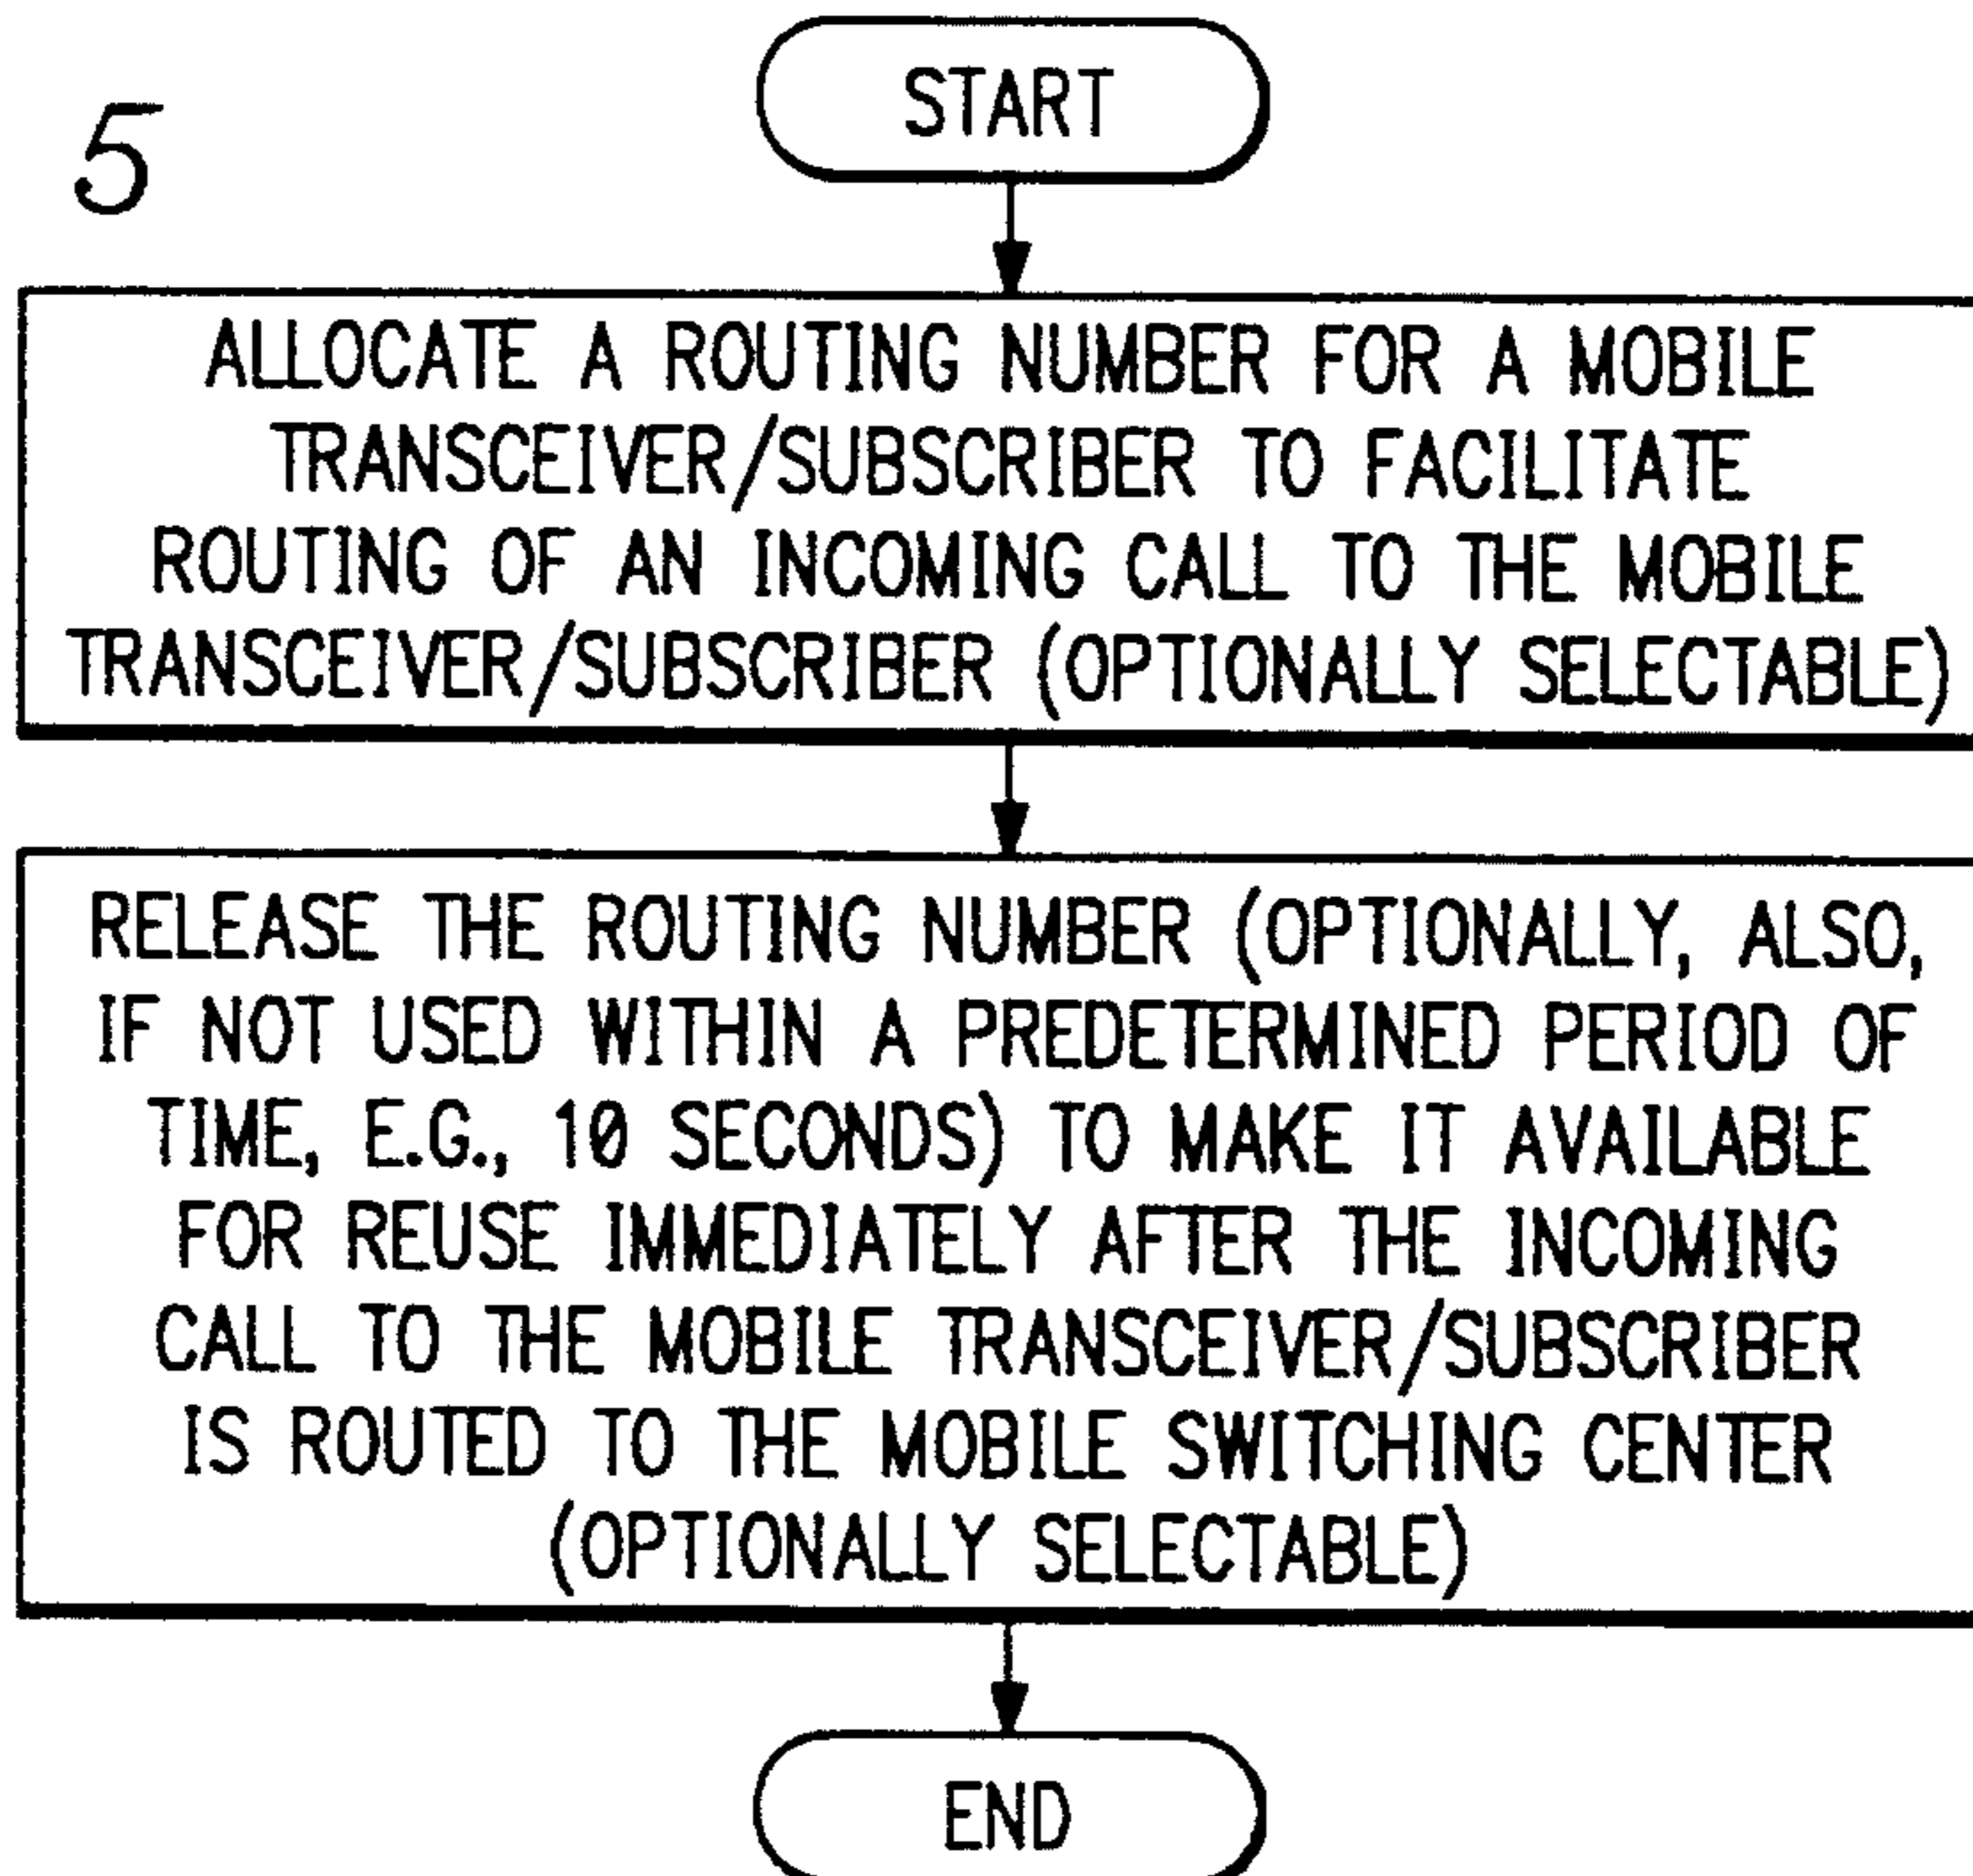 5
START
ALLOCATE A ROUTING NUMBER FOR A MOBILE
TRANSCEIVER/SUBSCRIBER TO FACILITATE
ROUTING OF AN INCOMING CALL TO THE MOBILE
TRANSCEIVER/SUBSCRIBER (OPTIONALLY SELECTABLE)
RELEASE THE ROUTING NUMBER (OPTIONALLY, ALSO,
IF NOT USED WITHIN A PREDETERMINED PERIOD OF
TIME, E.G., 10 SECONDS) TO MAKE IT AVAILABLE
FOR REUSE IMMEDIATELY AFTER THE INCOMING
CALL TO THE MOBILE TRANSCEIVER/SUBSCRIBER
IS ROUTED TO THE MOBILE SWITCHING CENTER
(OPTIONALLY SELECTABLE)
END